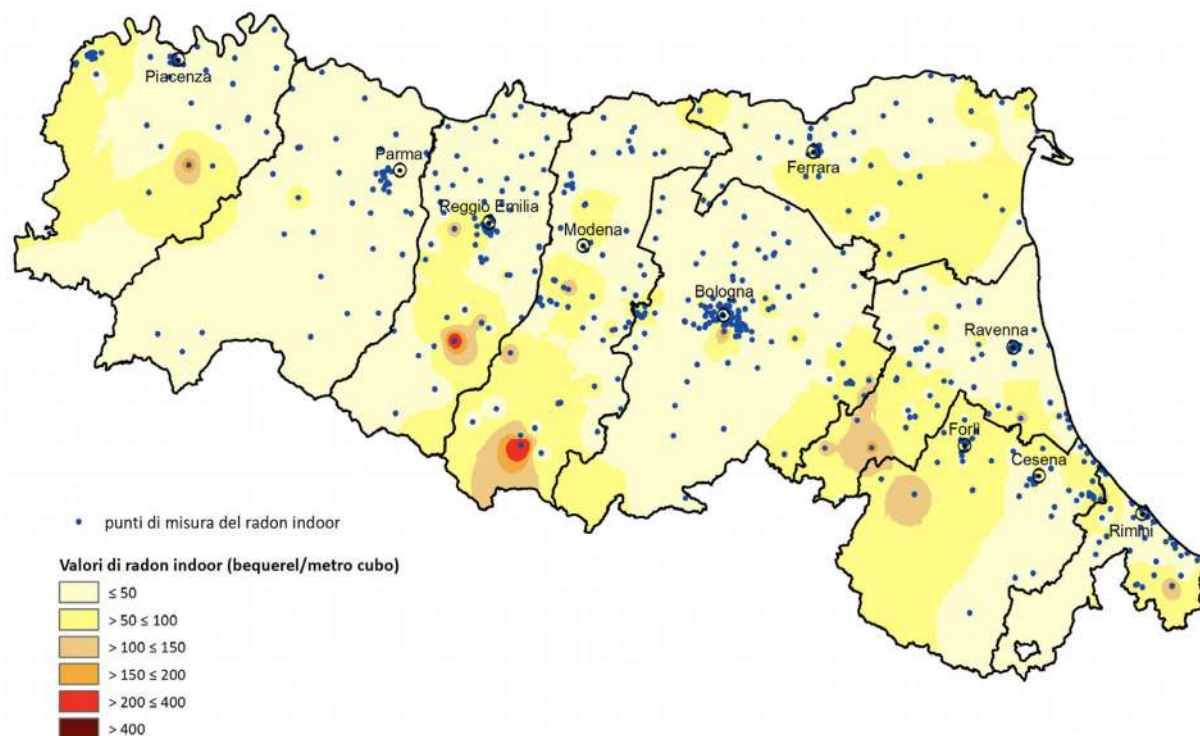 Piacenza
Parma
Reggio Emilia
Modena
Ferrara
Bologna
Ravenna
Forlì
Cesena
Rimini
punti di misura del radon indoor
Valori di radon indoor (bequerel/metro cubo)
≤ 50
> 50 ≤ 100
> 100 ≤ 150
> 150 ≤ 200
> 200 ≤ 400
> 400